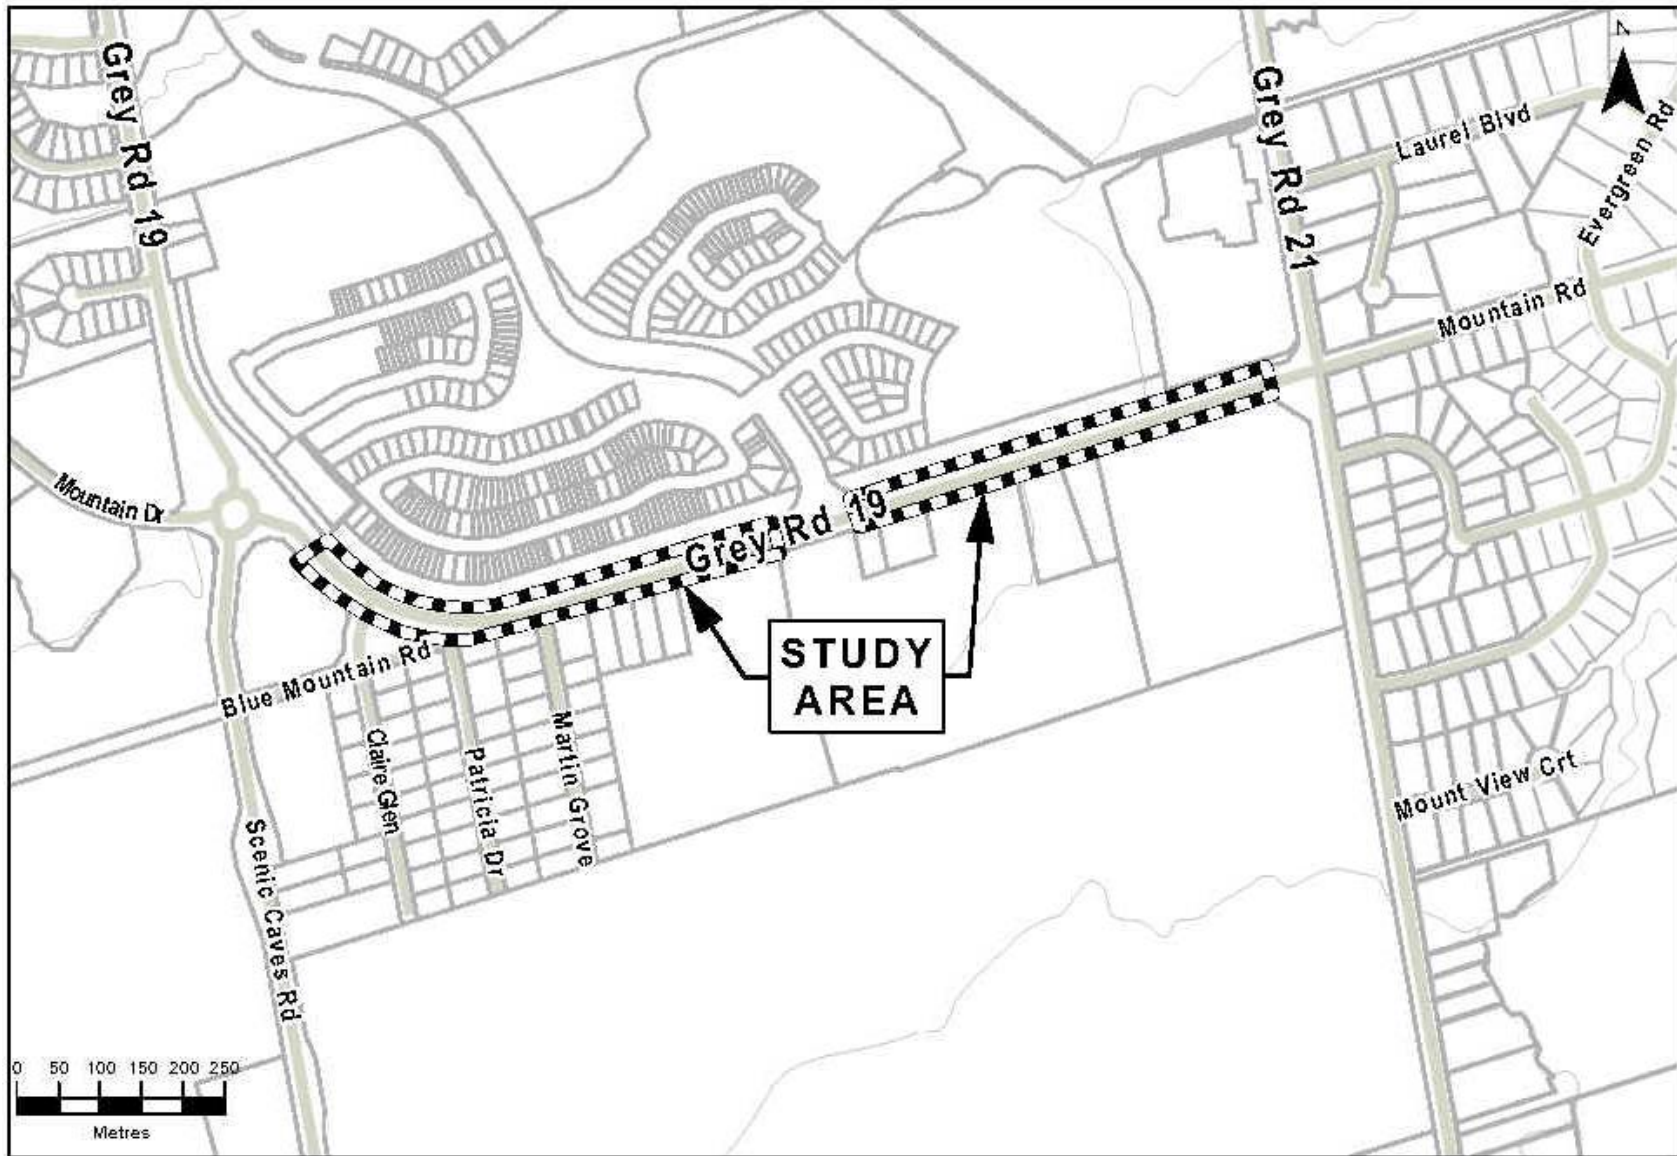 Grey Rd 19
Grey Rd 21
Z
Laurel Blvd
Evergreen Rd
Mountain Rd
Mountain Dr
Grey Rd 19
STUDY
AREA
Blue Mountain Rd
Claire Glen
Patricia Dr
Martin Grove
Mount View Crt
Scenic Caves Rd
0 50 100 150 200 250
Metres